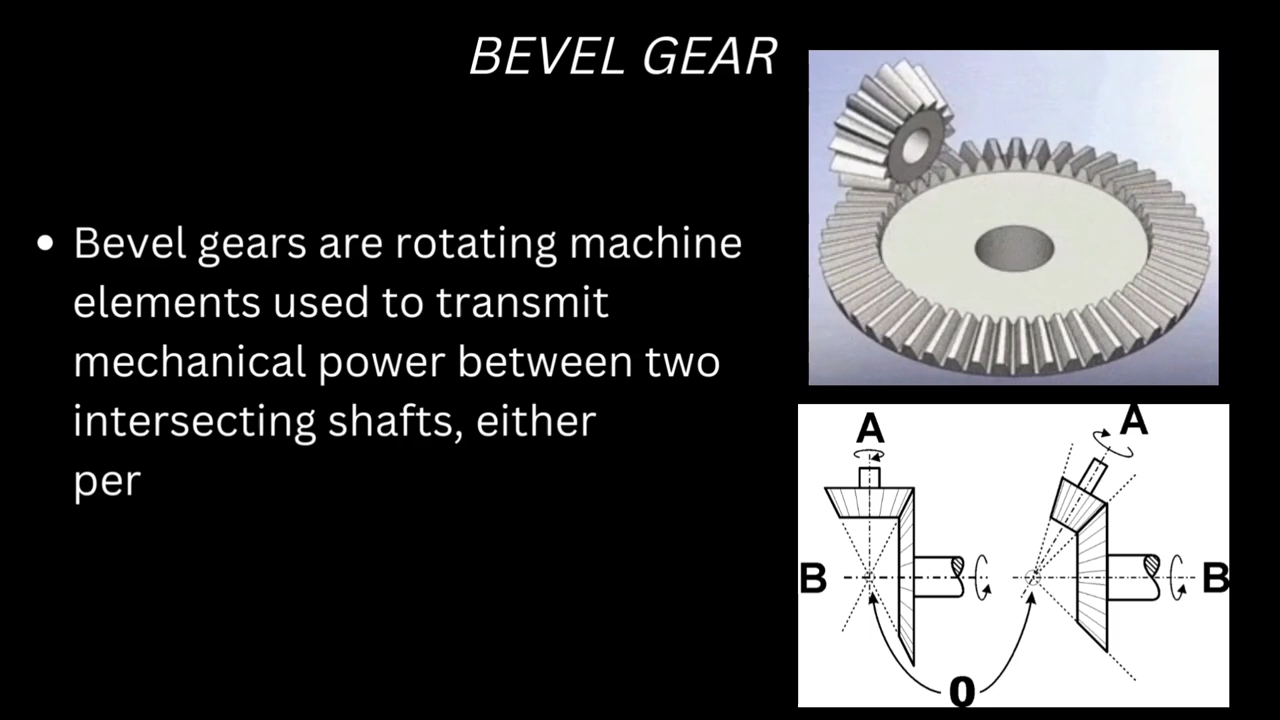 BEVEL GEAR
• Bevel gears are rotating machine
elements used to transmit
mechanical power between two
intersecting shafts, either
per
A
A
B
B
0